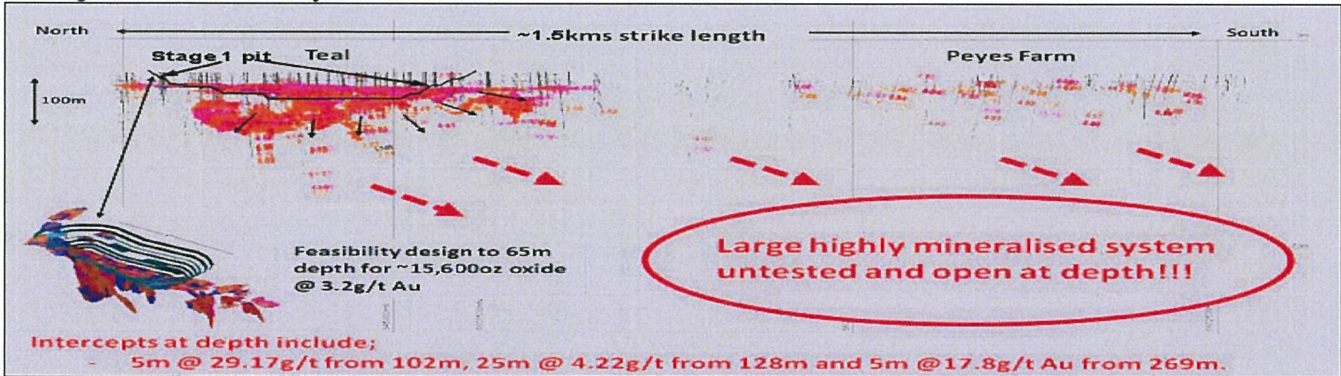 North
~1.5kms strike length
South
Stage 1 pit
Teal
Peyes Farm
100m
Feasibility design to 65m
depth for ~15,600oz oxide
@ 3.2g/t Au
Large highly mineralised system
untested and open at depth!!!
Intercepts at depth include;
- 5m @ 29.17g/t from 102m, 25m @ 4.22g/t from 128m and 5m @17.8g/t Au from 269m.